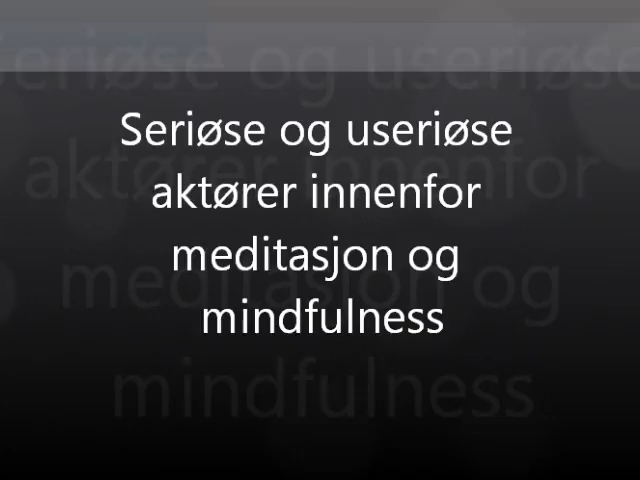 Seriøse og useriøse
aktører innenfor
meditasjon og
mindfulness